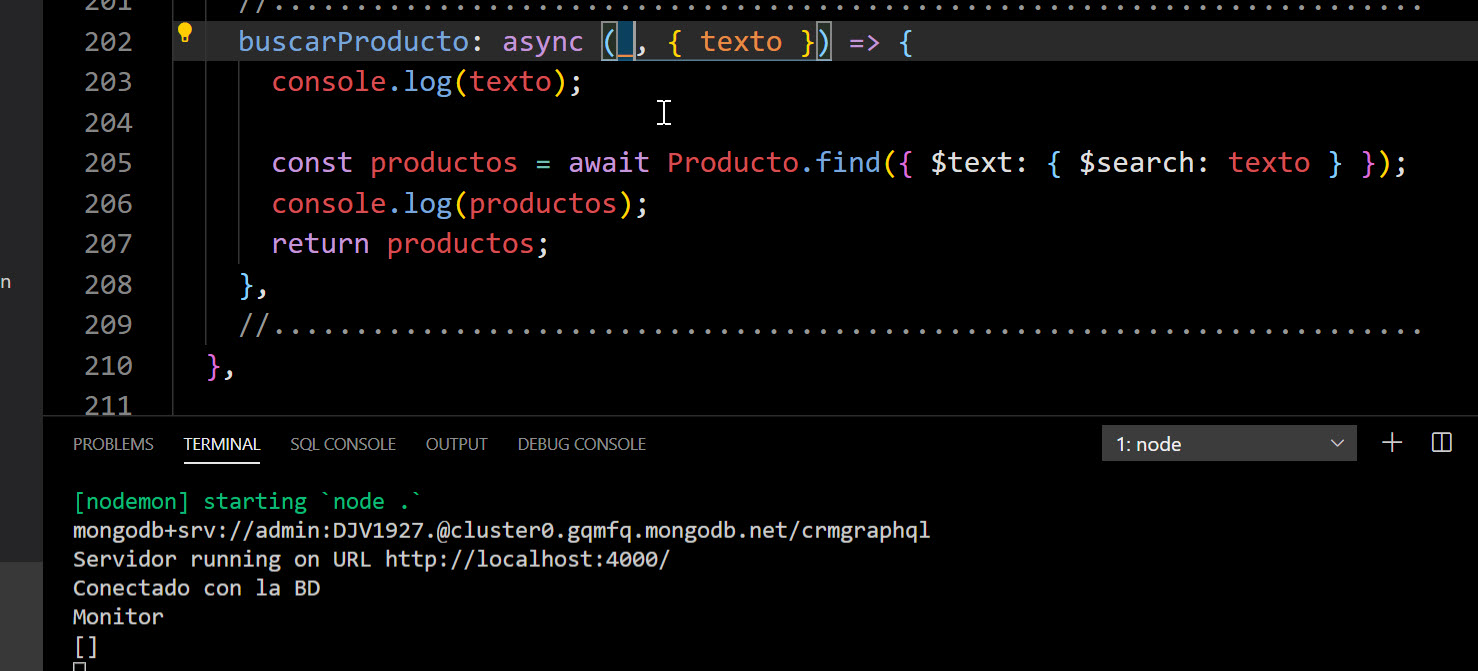 201 //......................................................................
202 buscarProducto: async (_, { texto }) => {
203 console.log(texto);
204
205 const productos = await Producto.find({ $text: { $search: texto } });
206 console.log(productos);
207 return productos;
n
208 },
209 //......................................................................
210 },
211
PROBLEMS TERMINAL SQL CONSOLE OUTPUT DEBUG CONSOLE 1: node
[nodemon] starting `node .`
mongodb+srv://admin:DJV1927.@cluster0.gqmfq.mongodb.net/crmgraphql
Servidor running on URL http://localhost:4000/
Conectado con la BD
Monitor
[]